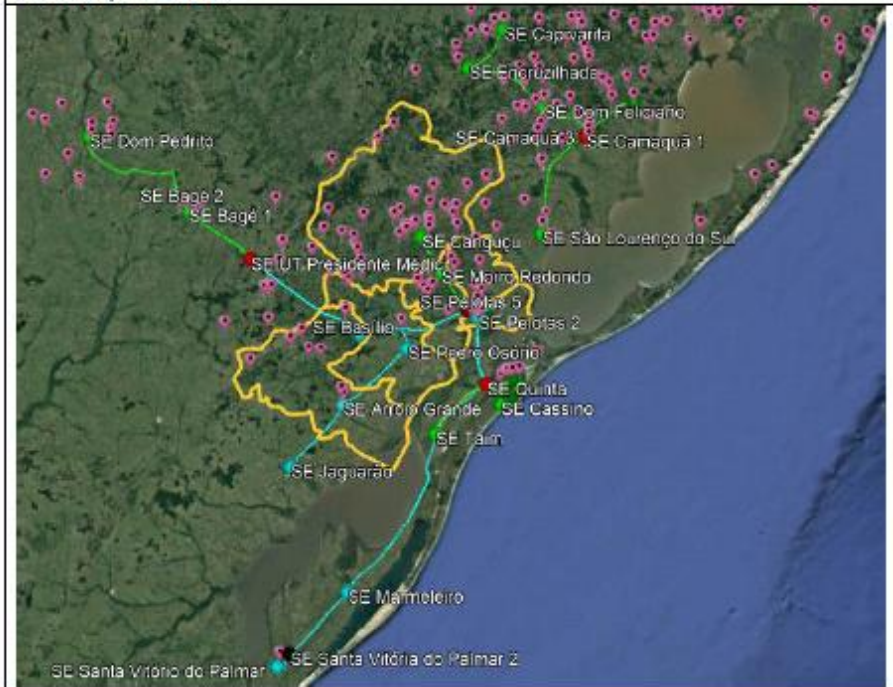 SE Capivarita
SE Encruzilhada
SE Dom Feliciano
SE Camaquã 3
SE Camaquã 1
SE Dom Pedrito
SE Bagé 2
SE Bagé 1
SE Canguçu
SE São Lourenço do Sul
SE UT Presidente Médic
SE Morro Redondo
SE Pelotas 5
SE Pelotas 2
SE Basílio
SE Pedro Osório
SE Quinta
SE Arroio Grande
SE Cassino
SE Taim
SE Jaguarão
SE Marmeleiro
SE Santa Vitória do Palmar 2
SE Santa Vitório do Palmar